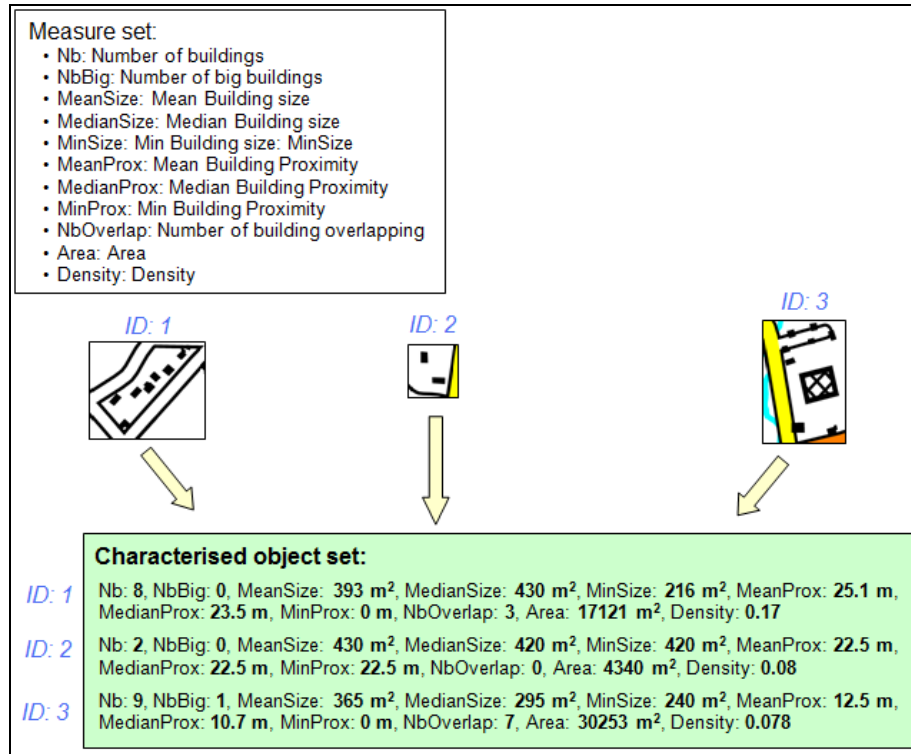 Measure set:
• Nb: Number of buildings
• NbBig: Number of big buildings
• MeanSize: Mean Building size
• MedianSize: Median Building size
• MinSize: Min Building size: MinSize
• MeanProx: Mean Building Proximity
• MedianProx: Median Building Proximity
• MinProx: Min Building Proximity
• NbOverlap: Number of building overlapping
• Area: Area
• Density: Density
ID: 1
ID: 2
ID: 3
Characterised object set:
ID: 1
Nb: 8, NbBig: 0, MeanSize: 393 m², MedianSize: 430 m², MinSize: 216 m², MeanProx: 25.1 m,
MedianProx: 23.5 m, MinProx: 0 m, NbOverlap: 3, Area: 17121 m², Density: 0.17
ID: 2
Nb: 2, NbBig: 0, MeanSize: 430 m², MedianSize: 420 m², MinSize: 420 m², MeanProx: 22.5 m,
MedianProx: 22.5 m, MinProx: 22.5 m, NbOverlap: 0, Area: 4340 m², Density: 0.08
ID: 3
Nb: 9, NbBig: 1, MeanSize: 365 m², MedianSize: 295 m², MinSize: 240 m², MeanProx: 12.5 m,
MedianProx: 10.7 m, MinProx: 0 m, NbOverlap: 7, Area: 30253 m², Density: 0.078